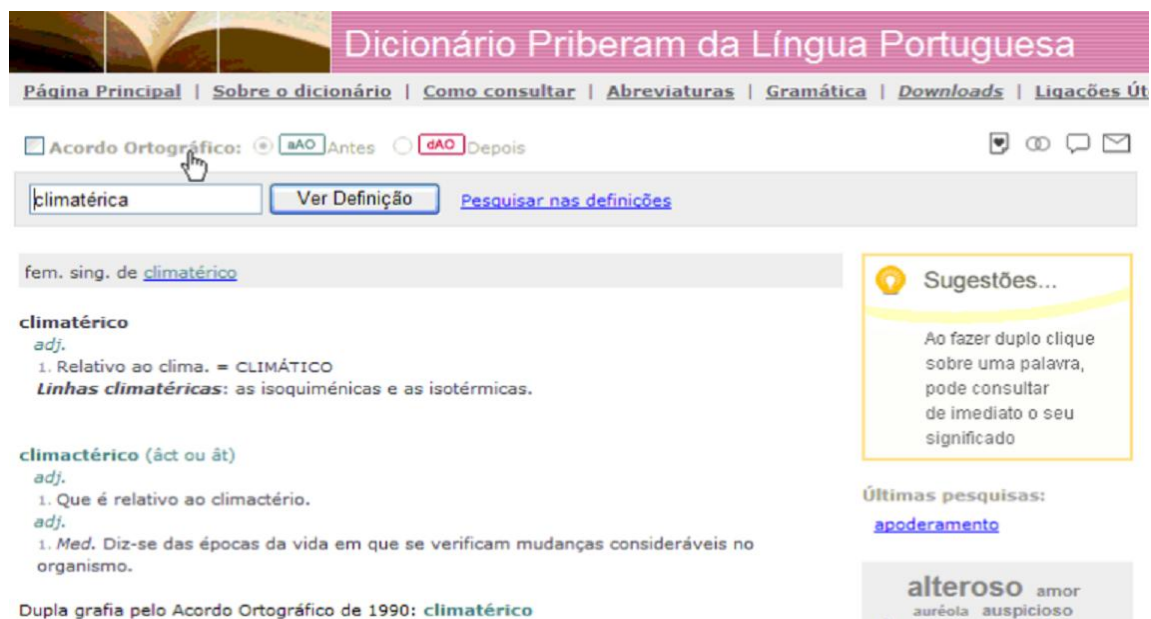 Dicionário Priberam da Língua Portuguesa
Página Principal | Sobre o dicionário | Como consultar | Abreviaturas | Gramática | Downloads | Ligações Út
Acordo Ortográfico: aAO Antes dAO Depois
climatérica Ver Definição Pesquisar nas definições
fem. sing. de climatérico
climatérico
adj.
1. Relativo ao clima. = CLIMÁTICO
Linhas climatéricas: as isoquiménicas e as isotérmicas.
climactérico (âct ou ât)
adj.
1. Que é relativo ao climactério.
adj.
1. Med. Diz-se das épocas da vida em que se verificam mudanças consideráveis no
organismo.
Dupla grafia pelo Acordo Ortográfico de 1990: climatérico
Sugestões...
Ao fazer duplo clique
sobre uma palavra,
pode consultar
de imediato o seu
significado
Últimas pesquisas:
apoderamento
alteroso amor
auréola auspicioso